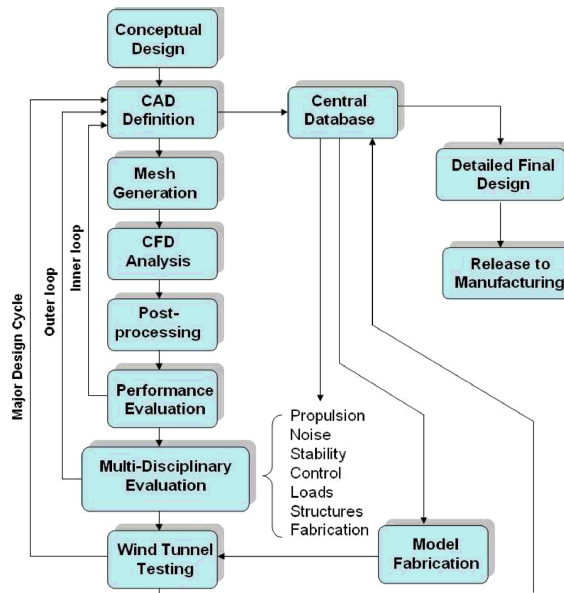 Conceptual
Design
CAD
Definition
Central
Database
Mesh
Generation
Detailed Final
Design
CFD
Analysis
Release to
Manufacturing
Post-
processing
Performance
Evaluation
Multi-Disciplinary
Evaluation
Propulsion
Noise
Stability
Control
Loads
Structures
Fabrication
Wind Tunnel
Testing
Model
Fabrication
Major Design Cycle
Outer loop
Inner loop